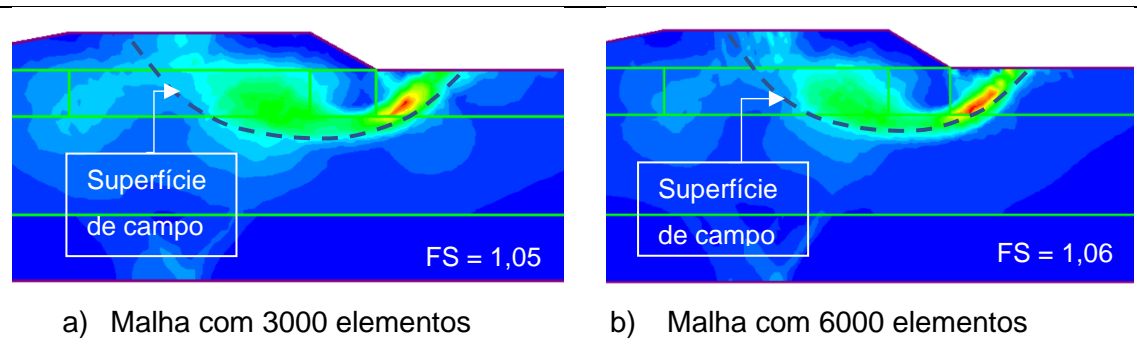 Superfície
de campo
FS = 1,05
Superfície
de campo
FS = 1,06
a) Malha com 3000 elementos
b) Malha com 6000 elementos